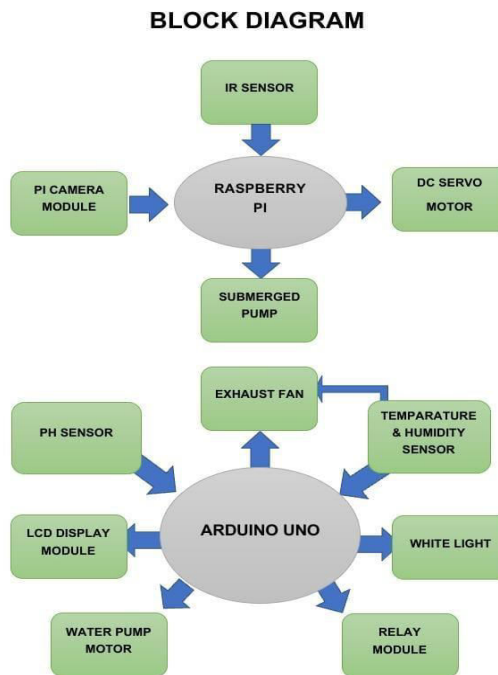 BLOCK DIAGRAM
IR SENSOR
PI CAMERA
MODULE
RASPBERRY
PI
DC SERVO
MOTOR
SUBMERGED
PUMP
EXHAUST FAN
PH SENSOR
TEMPARATURE
& HUMIDITY
SENSOR
ARDUINO UNO
LCD DISPLAY
MODULE
WHITE LIGHT
WATER PUMP
MOTOR
RELAY
MODULE